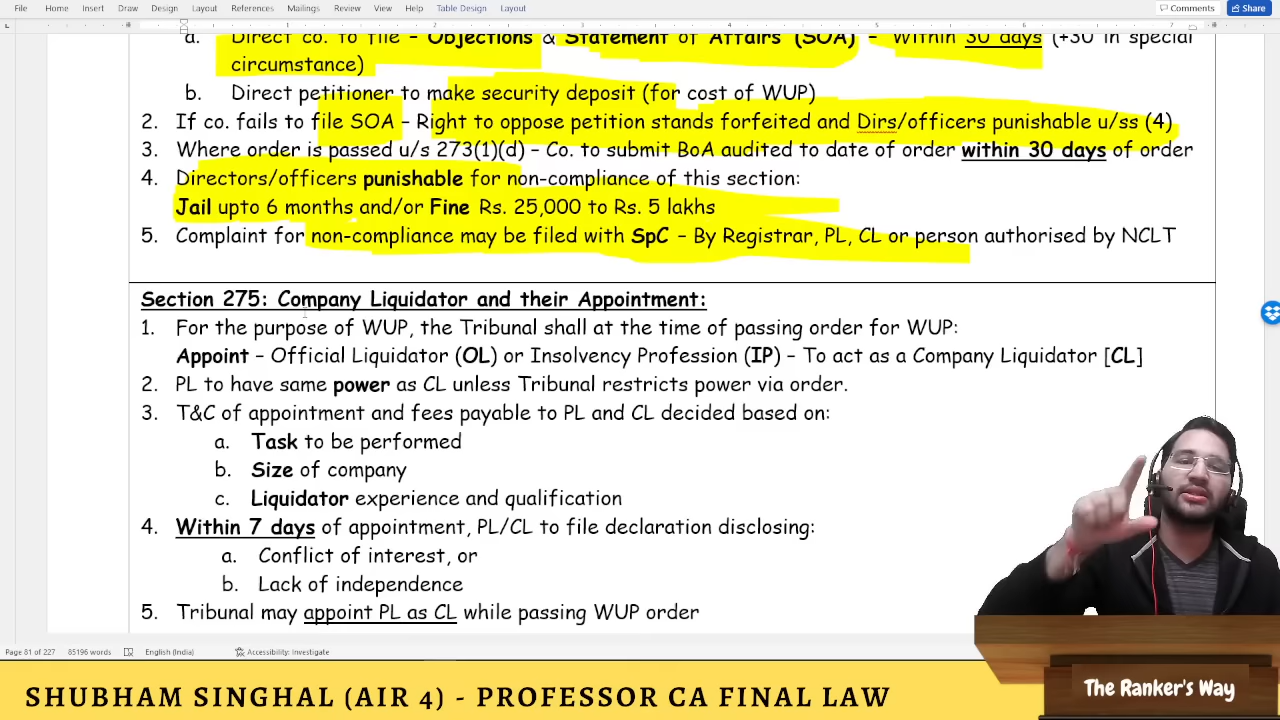 File Home Insert Draw Design Layout References Mailings Review View Help Table Design Layout Comments Share
a. Direct co. to file – Objections & Statement of Affairs (SOA) – Within 30 days (+30 in special
circumstance)
b. Direct petitioner to make security deposit (for cost of WUP)
2. If co. fails to file SOA – Right to oppose petition stands forfeited and Dirs/officers punishable u/ss (4)
3. Where order is passed u/s 273(1)(d) – Co. to submit BoA audited to date of order within 30 days of order
4. Directors/officers punishable for non-compliance of this section:
Jail upto 6 months and/or Fine Rs. 25,000 to Rs. 5 lakhs
5. Complaint for non-compliance may be filed with SpC – By Registrar, PL, CL or person authorised by NCLT
Section 275: Company Liquidator and their Appointment:
1. For the purpose of WUP, the Tribunal shall at the time of passing order for WUP:
Appoint – Official Liquidator (OL) or Insolvency Profession (IP) – To act as a Company Liquidator [CL]
2. PL to have same power as CL unless Tribunal restricts power via order.
3. T&C of appointment and fees payable to PL and CL decided based on:
a. Task to be performed
b. Size of company
c. Liquidator experience and qualification
4. Within 7 days of appointment, PL/CL to file declaration disclosing:
a. Conflict of interest, or
b. Lack of independence
5. Tribunal may appoint PL as CL while passing WUP order
Page 81 of 227 85196 words English (India) Accessibility: Investigate
SHUBHAM SINGHAL (AIR 4) - PROFESSOR CA FINAL LAW
The Ranker's Way